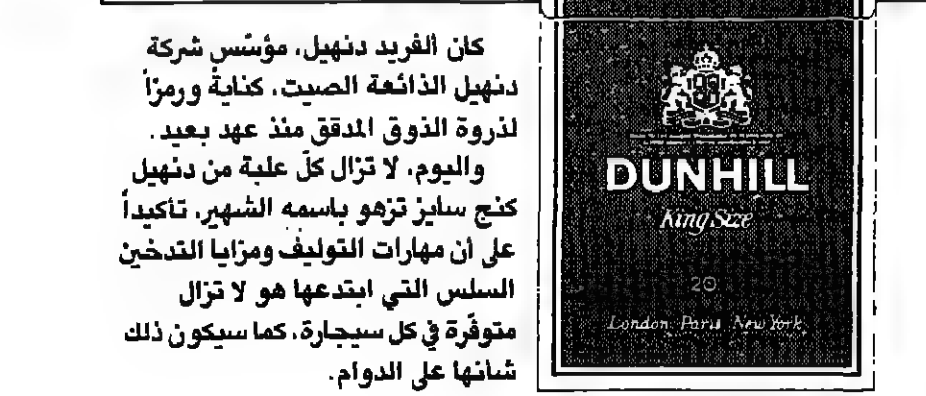 كان ألفريد دنهيل، مؤسّس شركة
دنهيل الذائعة الصيت، كنايةً ورمزاً
لذروة الذوق المدقق منذ عهد بعيد.
واليوم، لا تزال كلّ علبة من دنهيل
كنج سايز تزهو باسمه الشهير، تأكيداً
على أن مهارات التوليف ومزايا التدخين
السلس التي ابتدعها هو لا تزال
متوفّرة في كل سيجارة، كما سيكون ذلك
شأنها على الدوام.
DUNHILL
King Size
20
London Paris New York